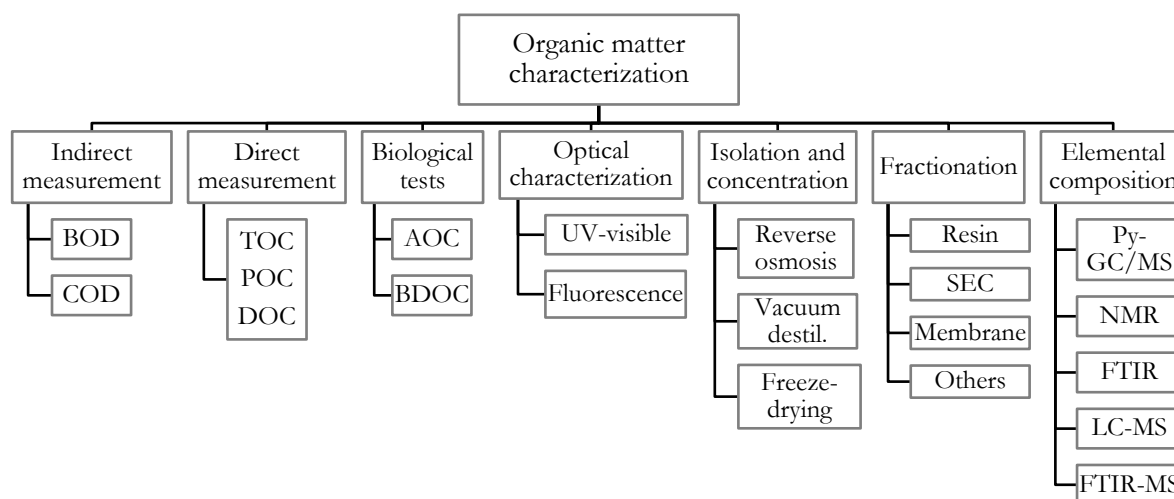 Organic matter
characterization
Indirect
measurement
BOD
COD
Direct
measurement
TOC
POC
DOC
Biological
tests
AOC
BDOC
Optical
characterization
UV-visible
Fluorescence
Isolation and
concentration
Reverse
osmosis
Vacuum
destil.
Freeze-
drying
Fractionation
Resin
SEC
Membrane
Others
Elemental
composition
Py-
GC/MS
NMR
FTIR
LC-MS
FTIR-MS